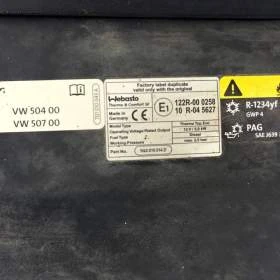 VW 504 00
VW 507 00
Factory label duplicate
valid only with the original
Webasto
Thermo & Comfort SE
Made in
Germany
E1
122R-00 0258
10 R-04 5627
Model
Thermo Top Evo
Operating Voltage/Rated Output
12 V / 5,0 kW
Fuel Type
Diesel
Working Pressure
max. 2,5 bar
Part No.
R-1234yf
GWP 4
PAG
SAE J639